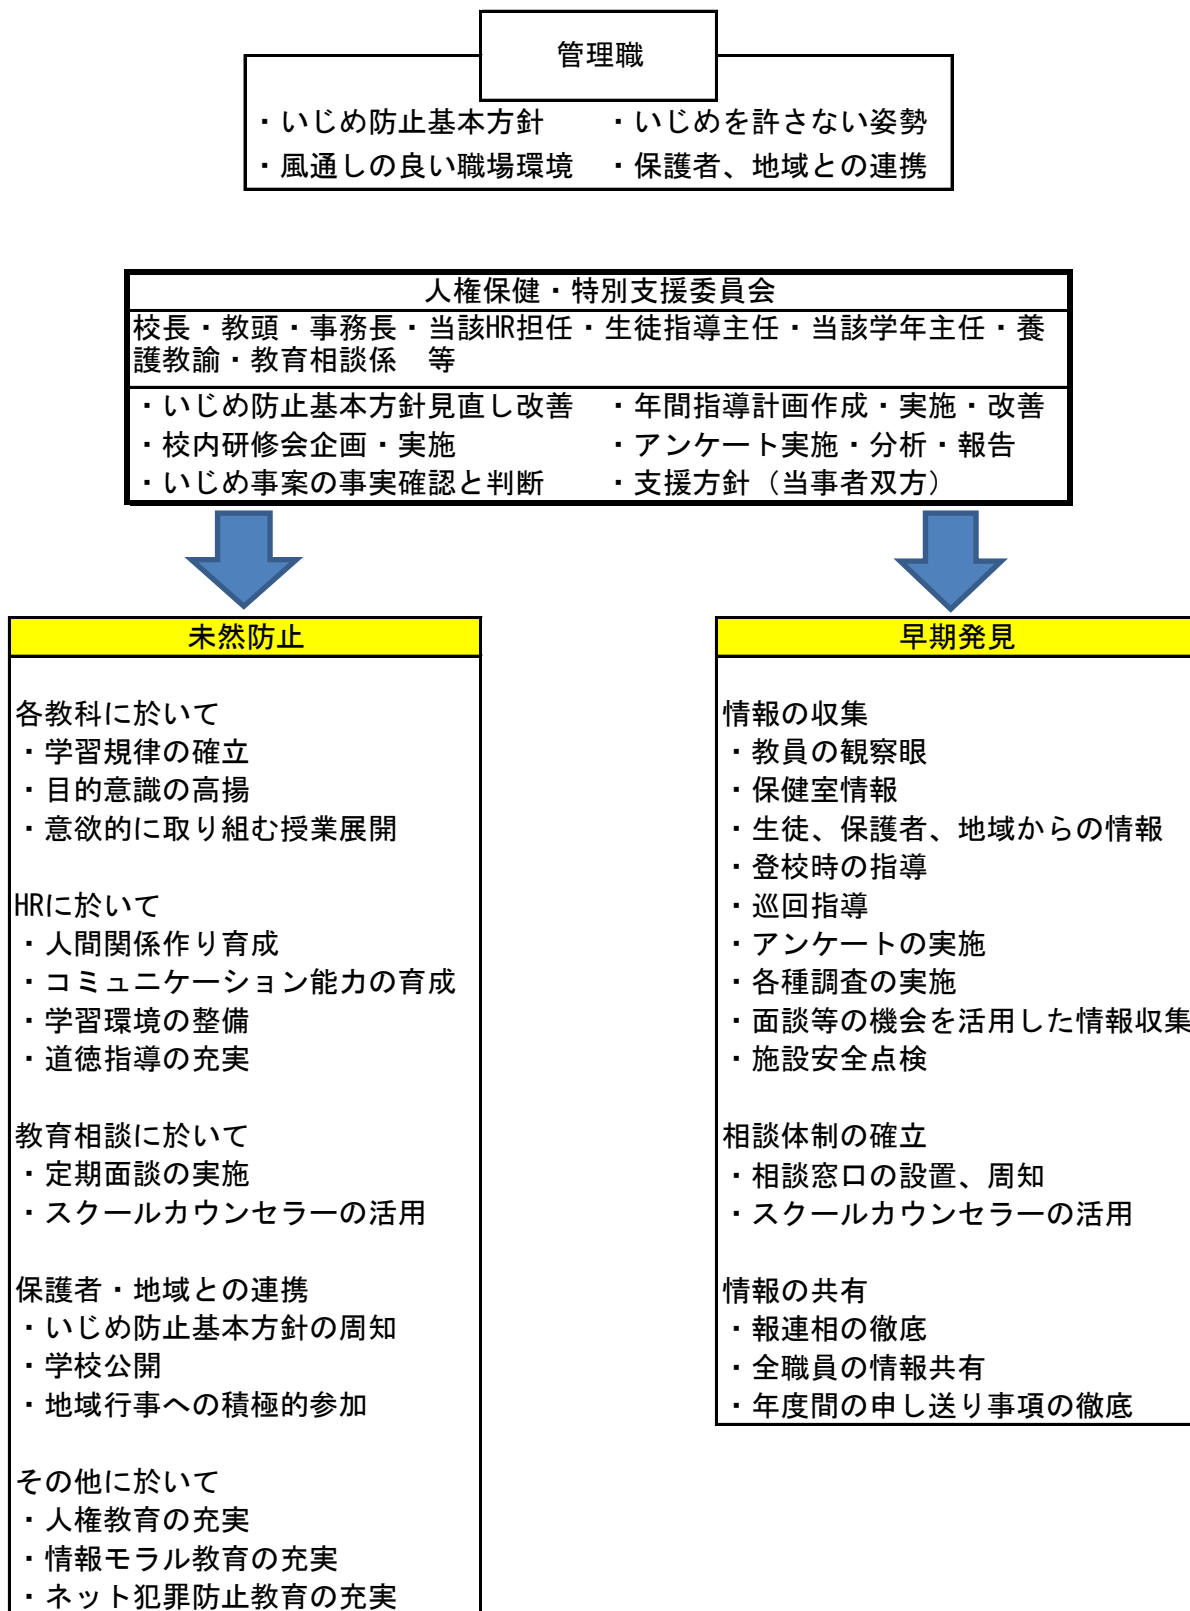 管理職
・いじめ防止基本方針　・いじめを許さない姿勢
・風通しの良い職場環境　・保護者、地域との連携
人権保健・特別支援委員会
校長・教頭・事務長・当該HR担任・生徒指導主任・当該学年主任・養
護教諭・教育相談係　等
・いじめ防止基本方針見直し改善　・年間指導計画作成・実施・改善
・校内研修会企画・実施　・アンケート実施・分析・報告
・いじめ事案の事実確認と判断　・支援方針（当事者双方）
未然防止
各教科に於いて
・学習規律の確立
・目的意識の高揚
・意欲的に取り組む授業展開
HRに於いて
・人間関係作り育成
・コミュニケーション能力の育成
・学習環境の整備
・道徳指導の充実
教育相談に於いて
・定期面談の実施
・スクールカウンセラーの活用
保護者・地域との連携
・いじめ防止基本方針の周知
・学校公開
・地域行事への積極的参加
その他に於いて
・人権教育の充実
・情報モラル教育の充実
・ネット犯罪防止教育の充実
早期発見
情報の収集
・教員の観察眼
・保健室情報
・生徒、保護者、地域からの情報
・登校時の指導
・巡回指導
・アンケートの実施
・各種調査の実施
・面談等の機会を活用した情報収集
・施設安全点検
相談体制の確立
・相談窓口の設置、周知
・スクールカウンセラーの活用
情報の共有
・報連相の徹底
・全職員の情報共有
・年度間の申し送り事項の徹底